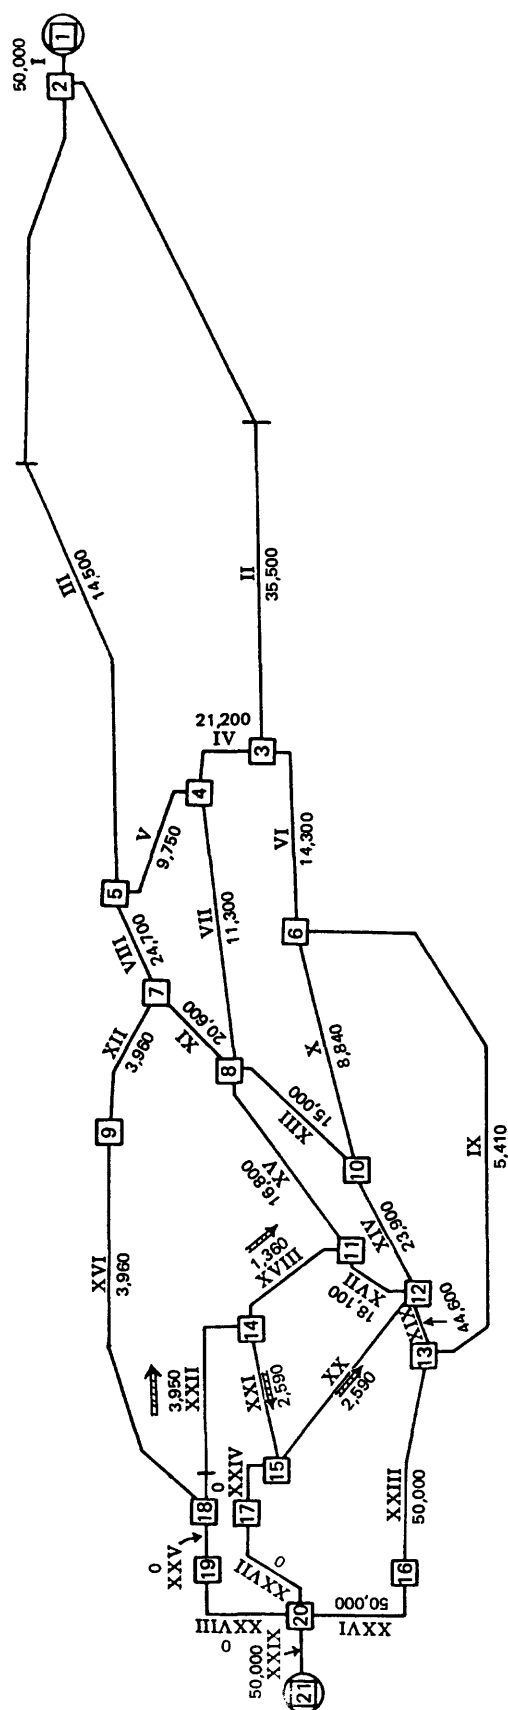 1
50,000
I
2
III
14,500
II
35,500
21,200
IV
3
4
V
9,750
5
VI
14,300
VII
11,300
VIII
24,700
6
7
XII
3,960
XI
20,600
X
8,840
8
9
XIII
15,000
IX
5,410
10
XV
16,800
XIV
23,900
XVI
3,960
1,360
XVIII
11
XVII
18,100
12
XIX
44,600
13
14
3,950
XXII
XXI
2,590
XX
2,590
15
XXIV
0
17
18
XXV
0
19
XXIII
50,000
16
XXVII
0
XXVIII
0
20
XXVI
50,000
50,000
XXIX
21